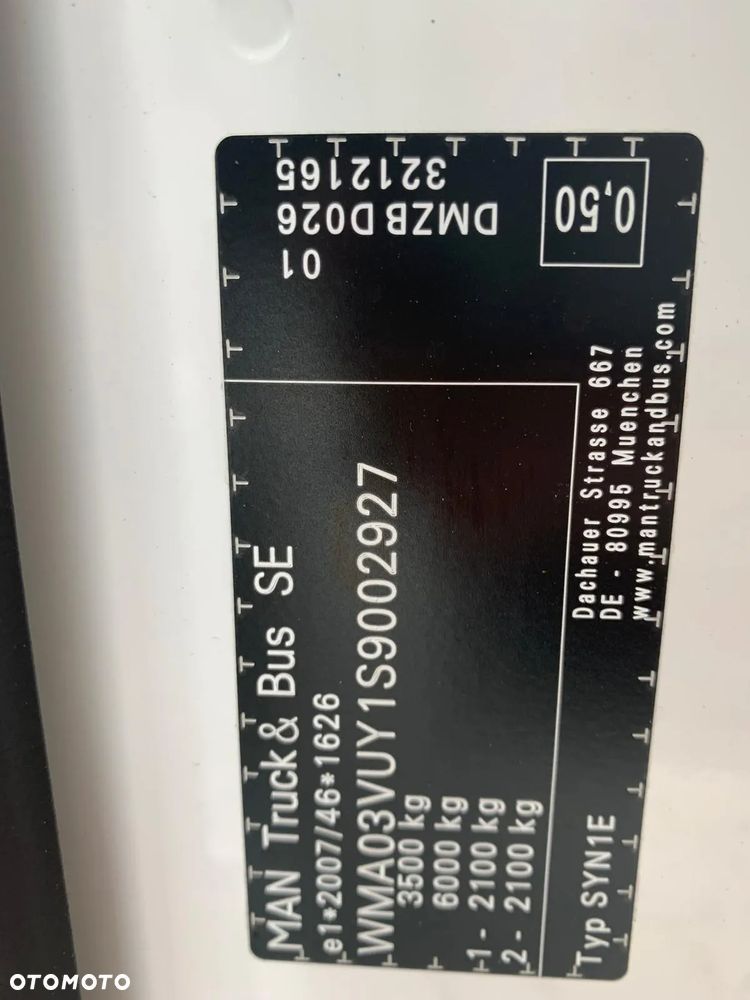 MAN Truck & Bus SE
e1*2007/46*1626
WMA03VUY1S9002927
3500 kg
6000 kg
1 - 2100 kg
2 - 2100 kg
Typ SYN1E
Dachauer Strasse 667
DE - 80995 Muenchen
www.mantruckandbus.com
01
DMZB D026
3212165
0,50
OTOMOTO